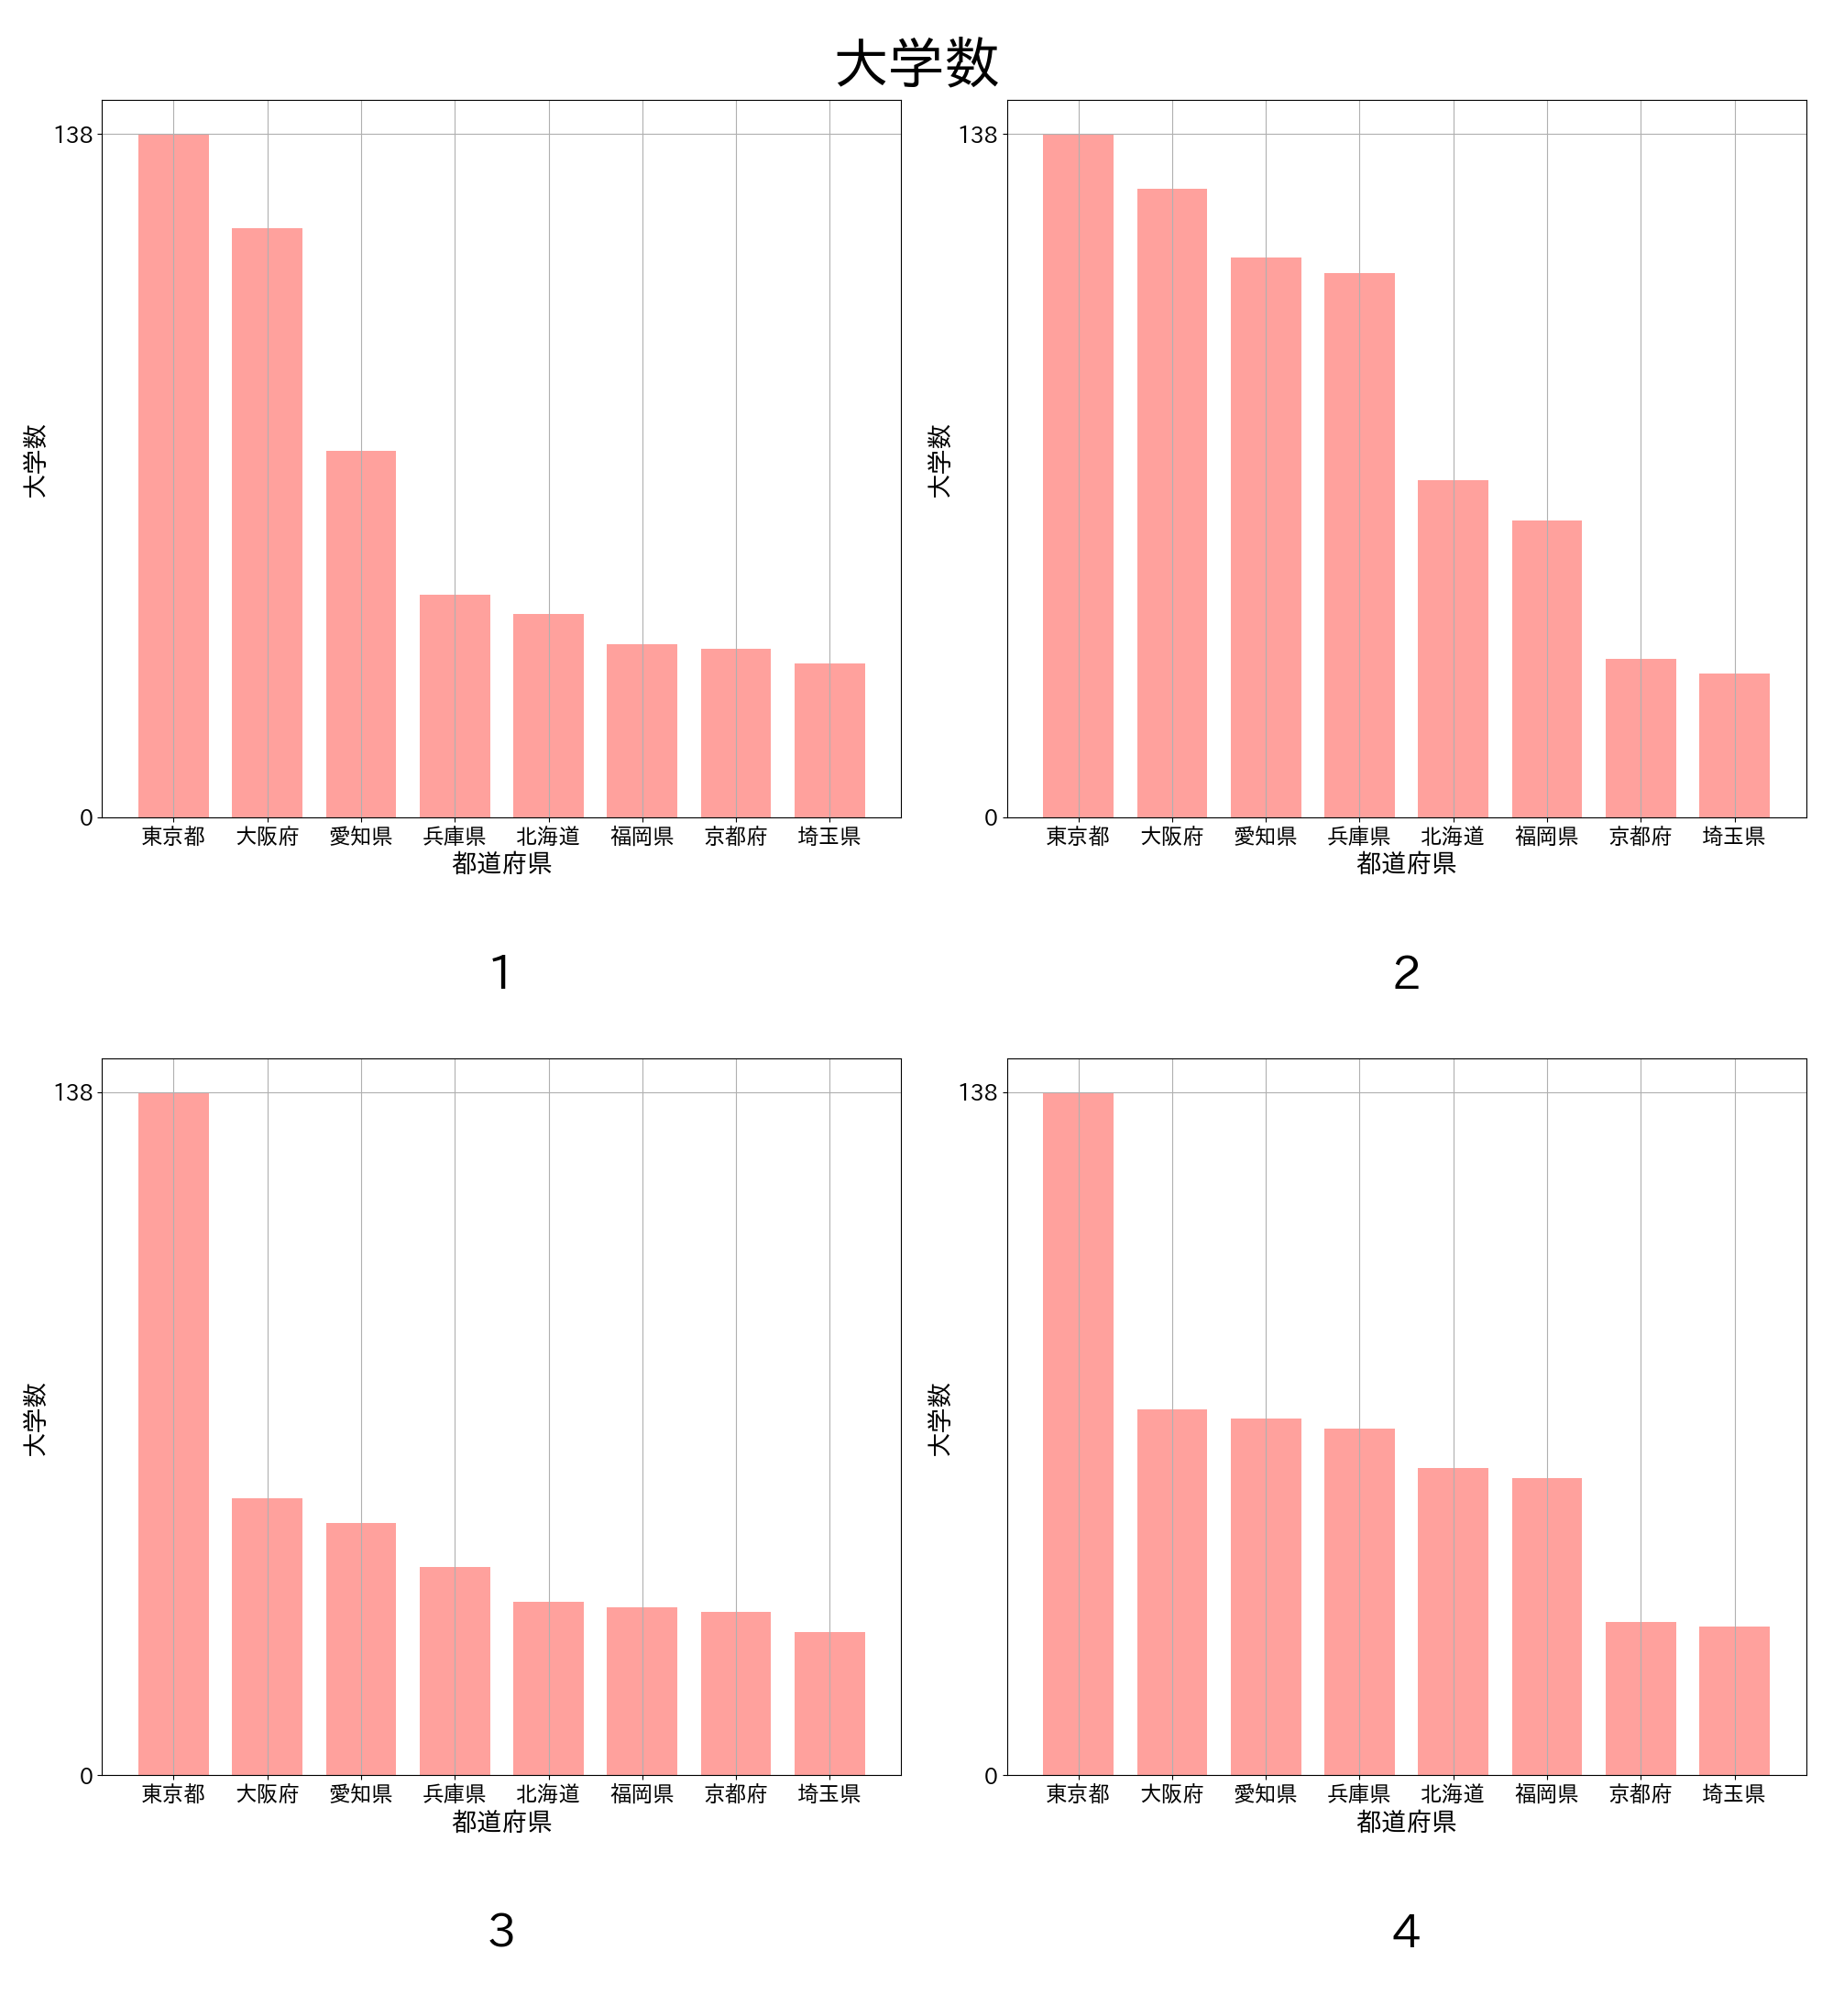 大学数
138
0
大学数
東京都 大阪府 愛知県 兵庫県 北海道 福岡県 京都府 埼玉県
都道府県
1
138
0
大学数
東京都 大阪府 愛知県 兵庫県 北海道 福岡県 京都府 埼玉県
都道府県
2
138
0
大学数
東京都 大阪府 愛知県 兵庫県 北海道 福岡県 京都府 埼玉県
都道府県
3
138
0
大学数
東京都 大阪府 愛知県 兵庫県 北海道 福岡県 京都府 埼玉県
都道府県
4